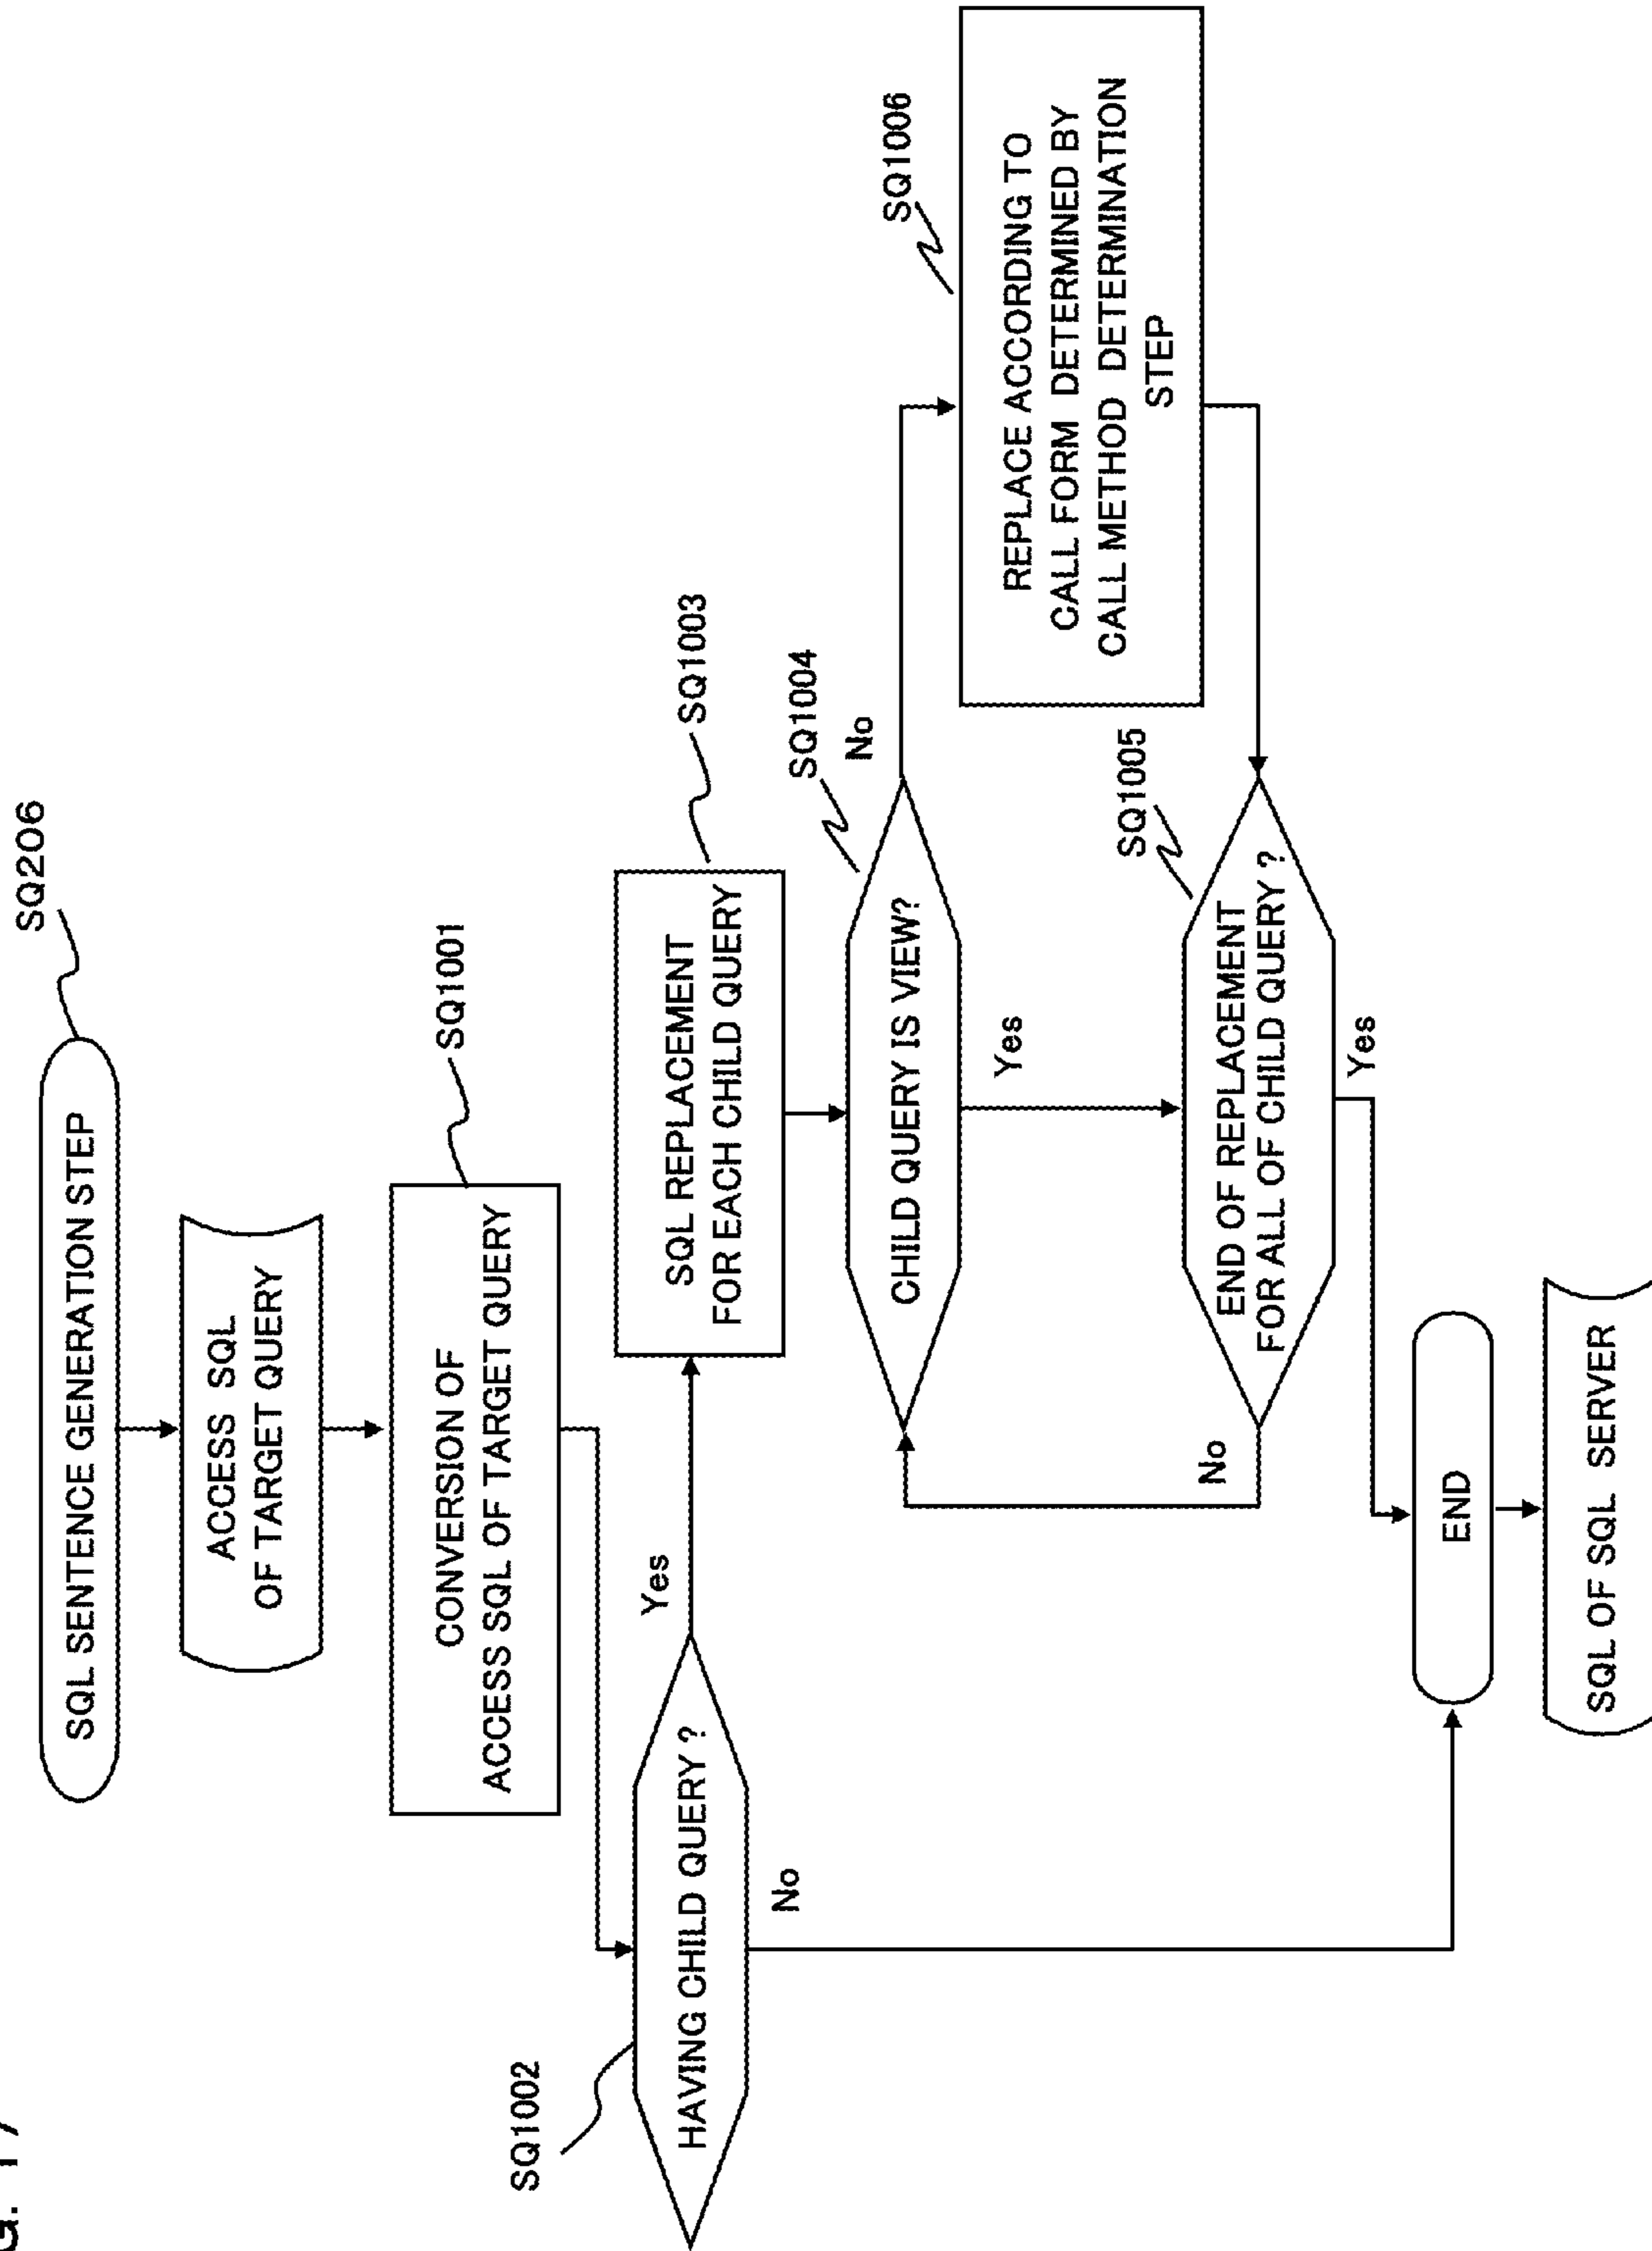 G. 17
SQ206
SQL SENTENCE GENERATION STEP
ACCESS SQL
OF TARGET QUERY
SQ1001
CONVERSION OF
ACCESS SQL OF TARGET QUERY
SQ1002
HAVING CHILD QUERY ?
Yes
No
SQ1003
SQL REPLACEMENT
FOR EACH CHILD QUERY
SQ1004
CHILD QUERY IS VIEW?
No
Yes
SQ1006
REPLACE ACCORDING TO
CALL FORM DETERMINED BY
CALL METHOD DETERMINATION
STEP
SQ1005
END OF REPLACEMENT
FOR ALL OF CHILD QUERY ?
No
Yes
END
SQL OF SQL SERVER